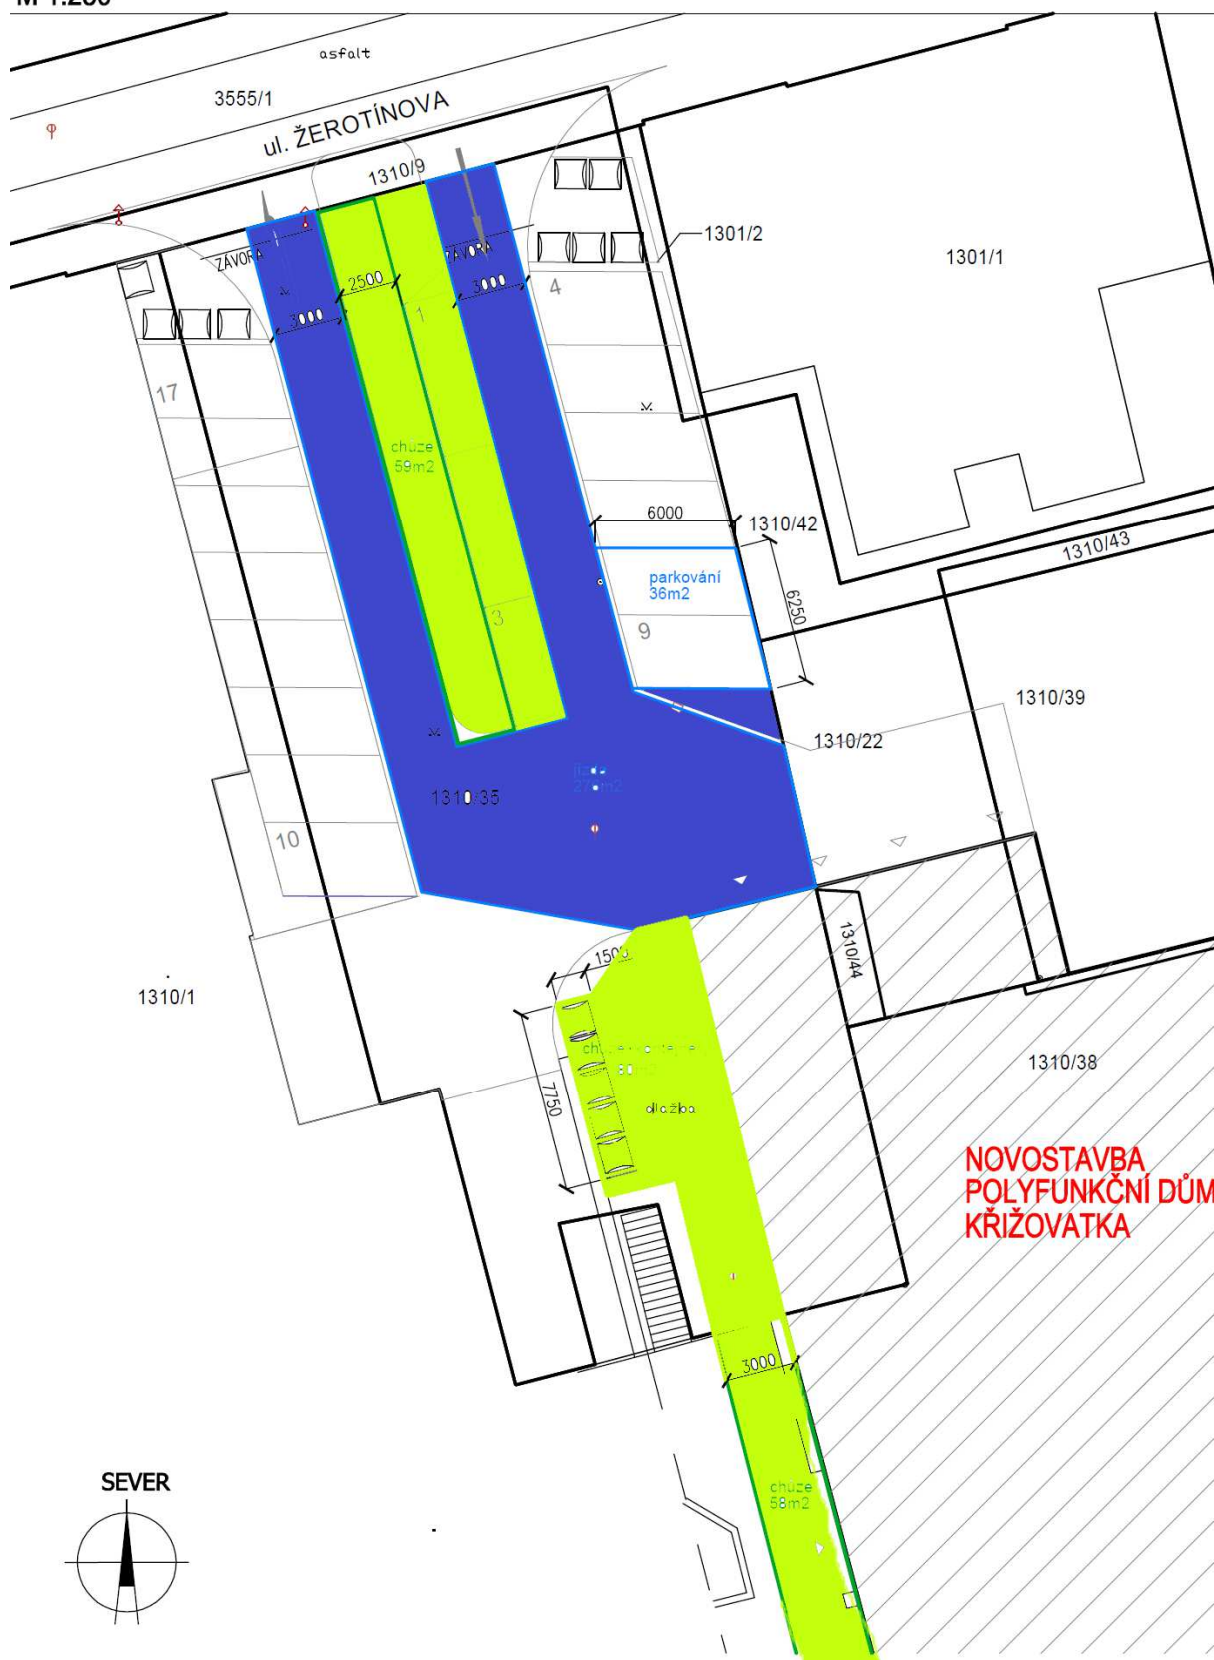 M 1:250
asfalt
3555/1
ul. ŽEROTÍNOVA
1310/9
1301/2
1301/1
ZÁVORA
ZÁVORA
2500
3000
3000
4
1
17
chůze
59m2
6000
1310/42
1310/43
parkování
36m2
6250
9
3
1310/39
1310/22
jízda
1310/35
10
1310/44
1500
1310/1
1310/38
7750
dlažba
NOVOSTAVBA
POLYFUNKČNÍ DŮM
KŘIŽOVATKA
3000
SEVER
chůze
58m2